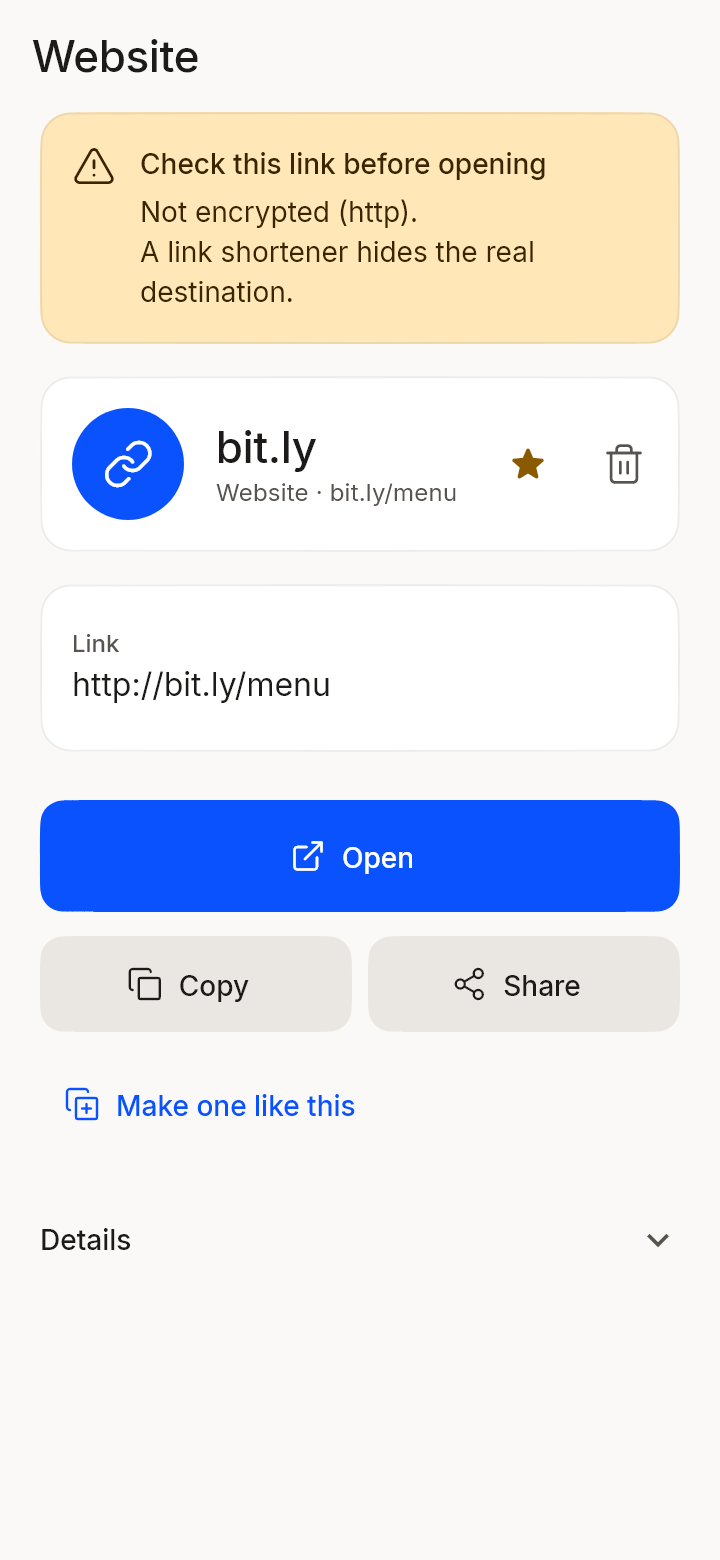 Website
Check this link before opening
Not encrypted (http).
A link shortener hides the real
destination.
bit.ly
Website · bit.ly/menu
Link
http://bit.ly/menu
Open
Copy
Share
Make one like this
Details